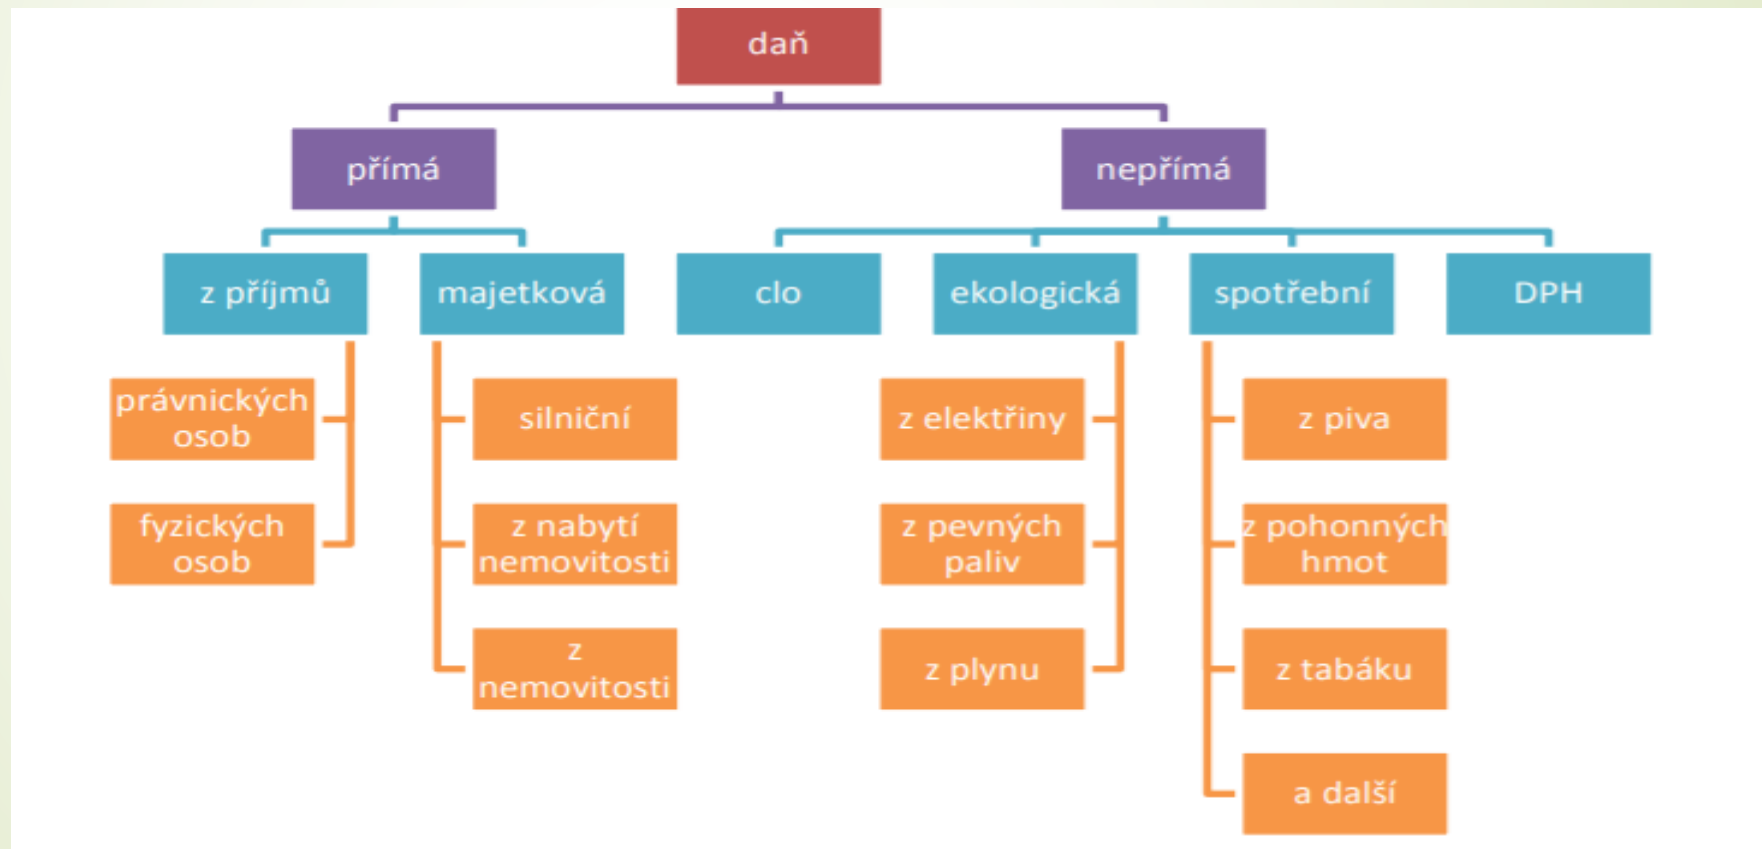 daň
přímá
nepřímá
z příjmů
majetková
clo
ekologická
spotřební
DPH
právnických
osob
silniční
z elektřiny
z piva
fyzických
osob
z nabytí
nemovitosti
z pevných
paliv
z pohonných
hmot
z
nemovitosti
z plynu
z tabáku
a další